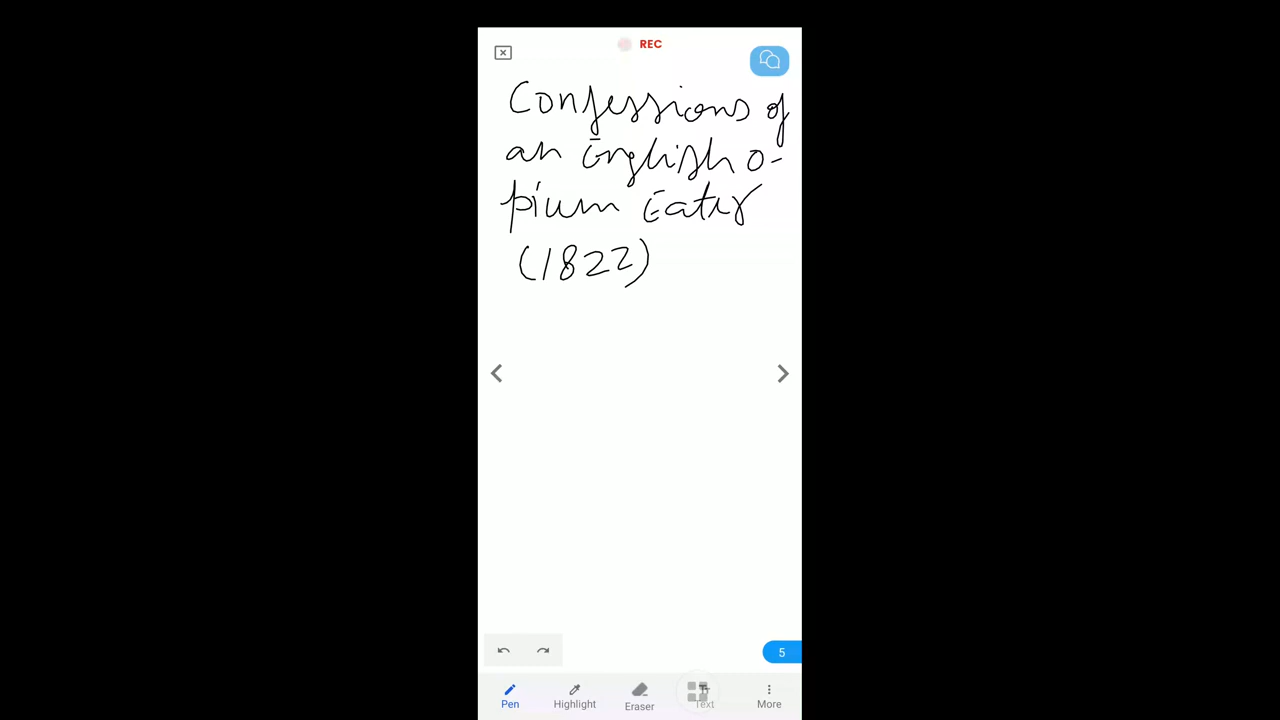 REC
Confessions of
an English O-
pium Eater
(1822)
5
Pen Highlight Eraser Text More